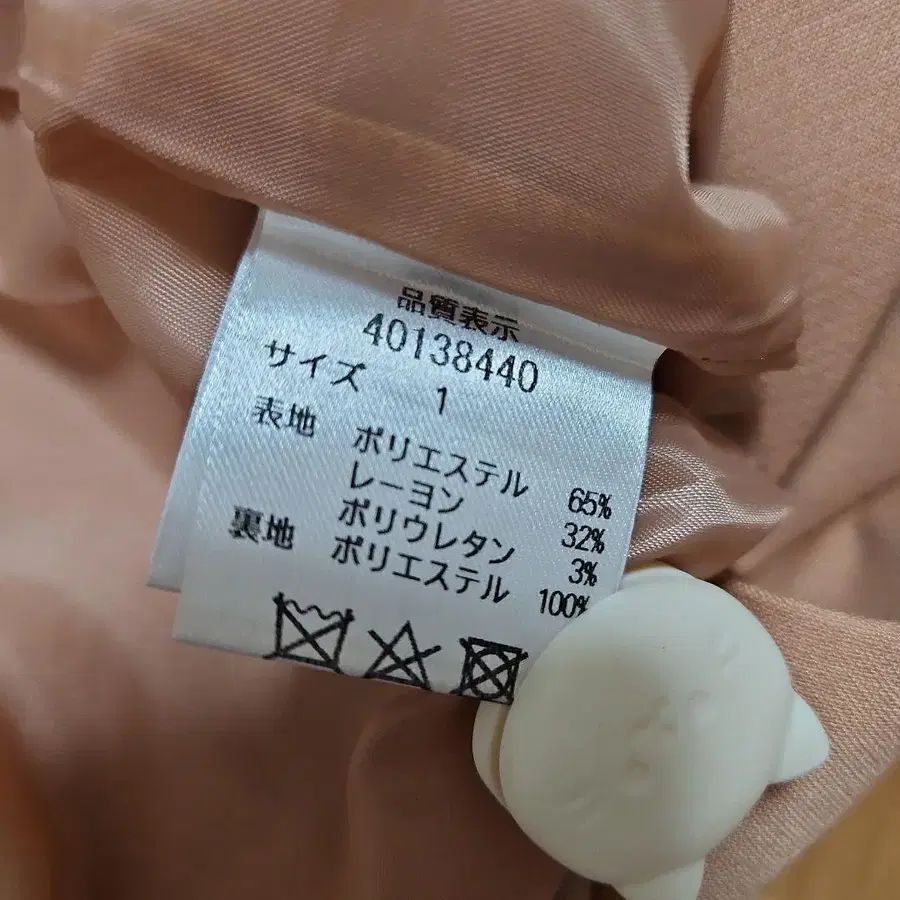 品質表示
40138440
サイズ 1
表地 ポリエステル 65%
レーヨン 32%
ポリウレタン 3%
裏地 ポリエステル 100%